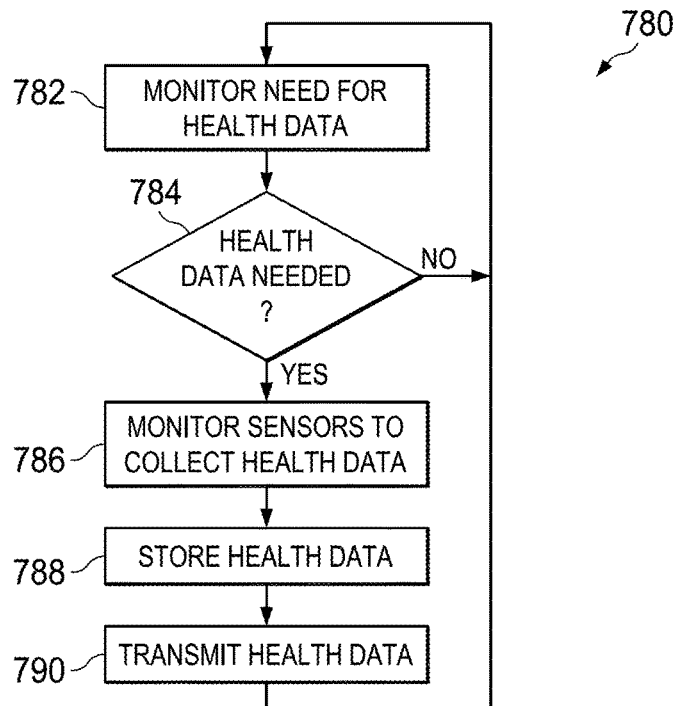 780
782
MONITOR NEED FOR
HEALTH DATA
784
HEALTH
DATA NEEDED
?
NO
YES
786
MONITOR SENSORS TO
COLLECT HEALTH DATA
788
STORE HEALTH DATA
790
TRANSMIT HEALTH DATA